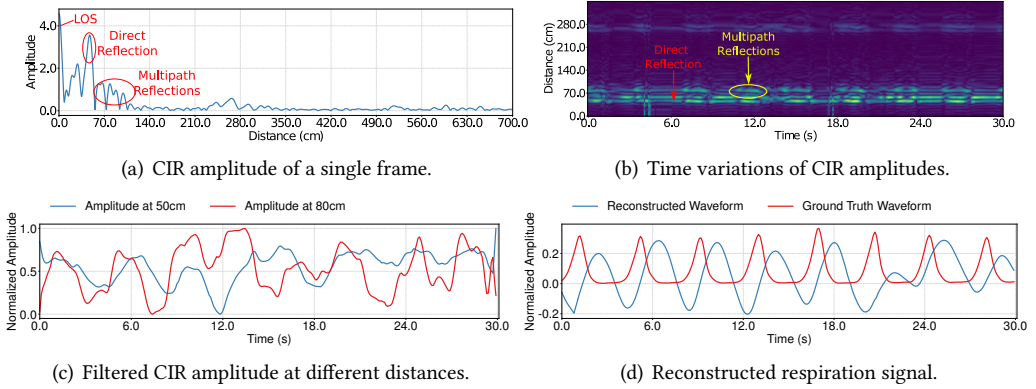 LOS
Direct
Reflection
Multipath
Reflections
Amplitude
4.0
2.0
0.0
0.0 70.0 140.0 210.0 280.0 350.0 420.0 490.0 560.0 630.0 700.0
Distance (cm)
(a) CIR amplitude of a single frame.
Multipath
Reflections
Direct
Reflection
Distance (cm)
280.0
210.0
140.0
70.0
0.0
0.0 6.0 12.0 18.0 24.0 30.0
Time (s)
(b) Time variations of CIR amplitudes.
Amplitude at 50cm Amplitude at 80cm
Normalized Amplitude
1.0
0.5
0.0
0.0 6.0 12.0 18.0 24.0 30.0
Time (s)
(c) Filtered CIR amplitude at different distances.
Reconstructed Waveform Ground Truth Waveform
Normalized Amplitude
0.2
0.0
-0.2
0.0 6.0 12.0 18.0 24.0 30.0
Time (s)
(d) Reconstructed respiration signal.